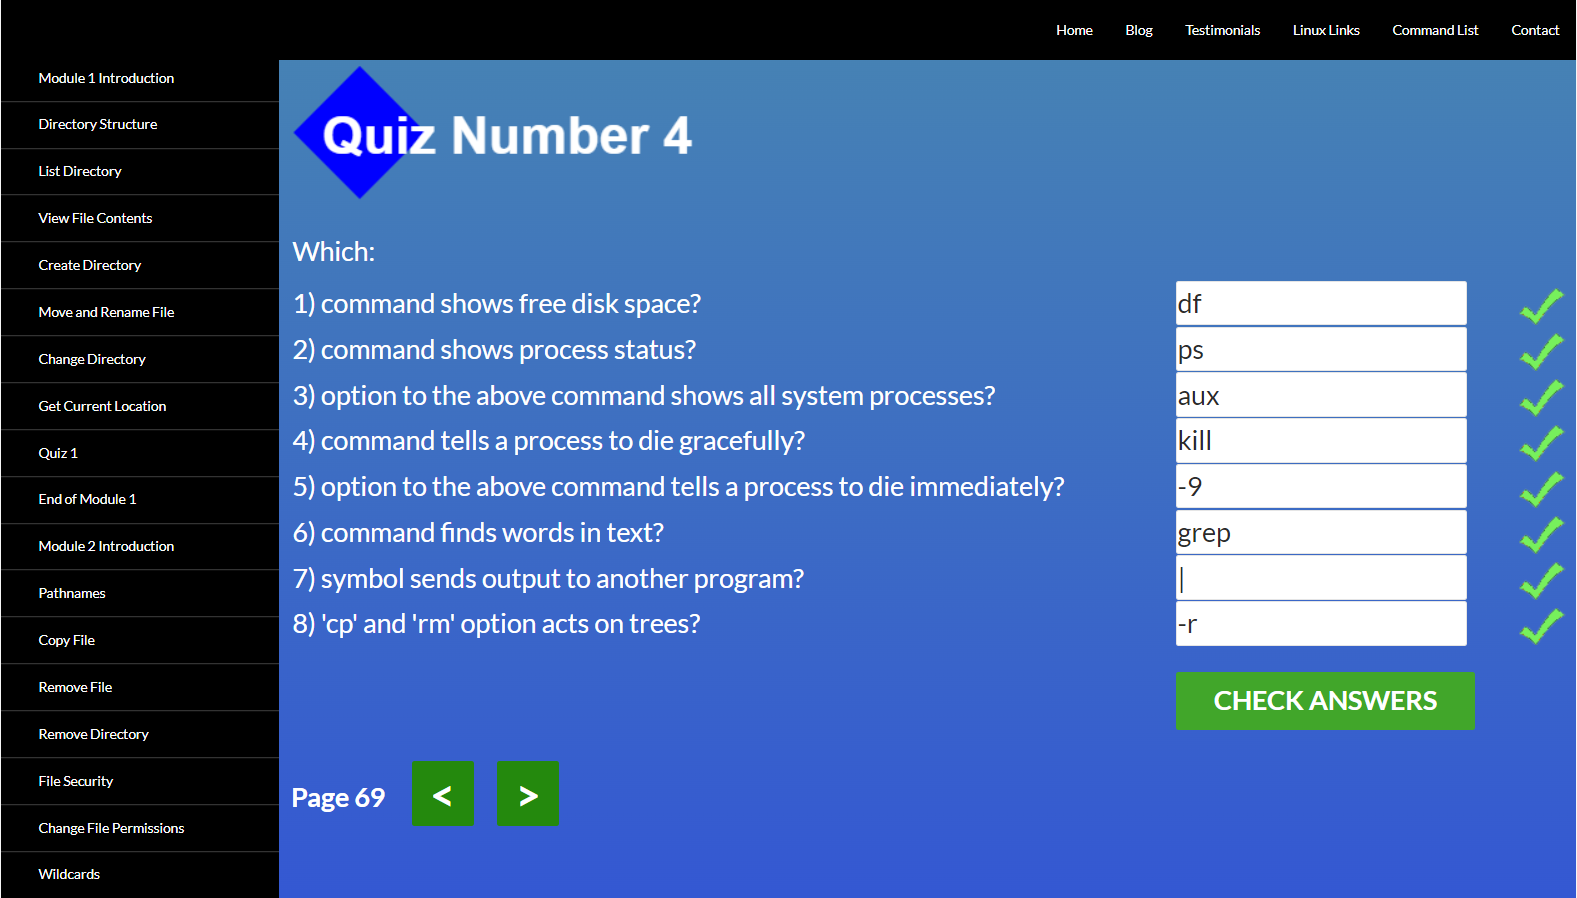 Home Blog Testimonials Linux Links Command List Contact
Module 1 Introduction
Directory Structure
List Directory
View File Contents
Create Directory
Move and Rename File
Change Directory
Get Current Location
Quiz 1
End of Module 1
Module 2 Introduction
Pathnames
Copy File
Remove File
Remove Directory
File Security
Change File Permissions
Wildcards
Quiz Number 4
Which:
1) command shows free disk space? df
2) command shows process status? ps
3) option to the above command shows all system processes? aux
4) command tells a process to die gracefully? kill
5) option to the above command tells a process to die immediately? -9
6) command finds words in text? grep
7) symbol sends output to another program? |
8) 'cp' and 'rm' option acts on trees? -r
CHECK ANSWERS
Page 69 < >